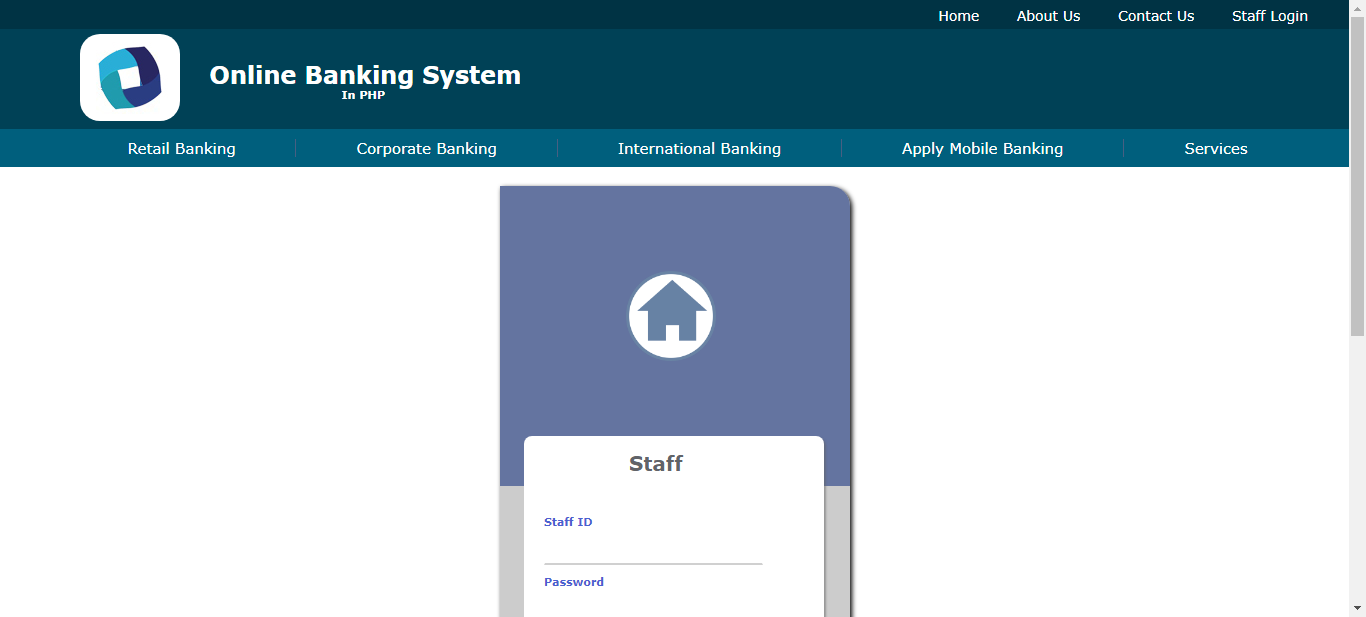 Home About Us Contact Us Staff Login
Online Banking System
In PHP
Retail Banking Corporate Banking International Banking Apply Mobile Banking Services
Staff
Staff ID
Password